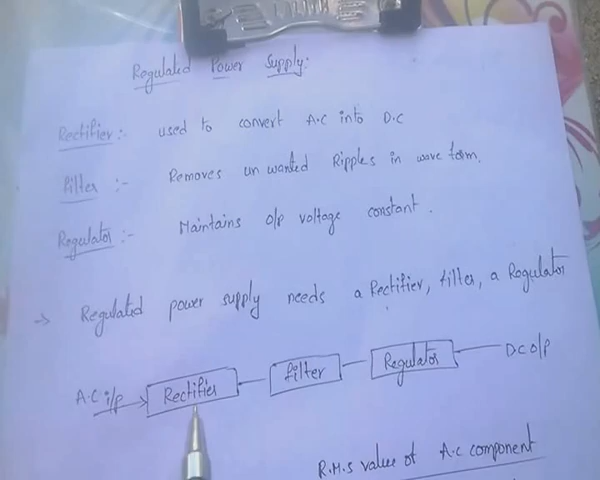 Regulated Power Supply:
Rectifier:- used to convert A.C into D.C
filter :- Removes un wanted Ripples in wave form.
Regulator:- Maintains o/p voltage constant.
→ Regulated power supply needs a Rectifier, filter, a Regulator
A.C i/p → Rectifier filter Regulator D.C o/p
R.M.S value of A.C component